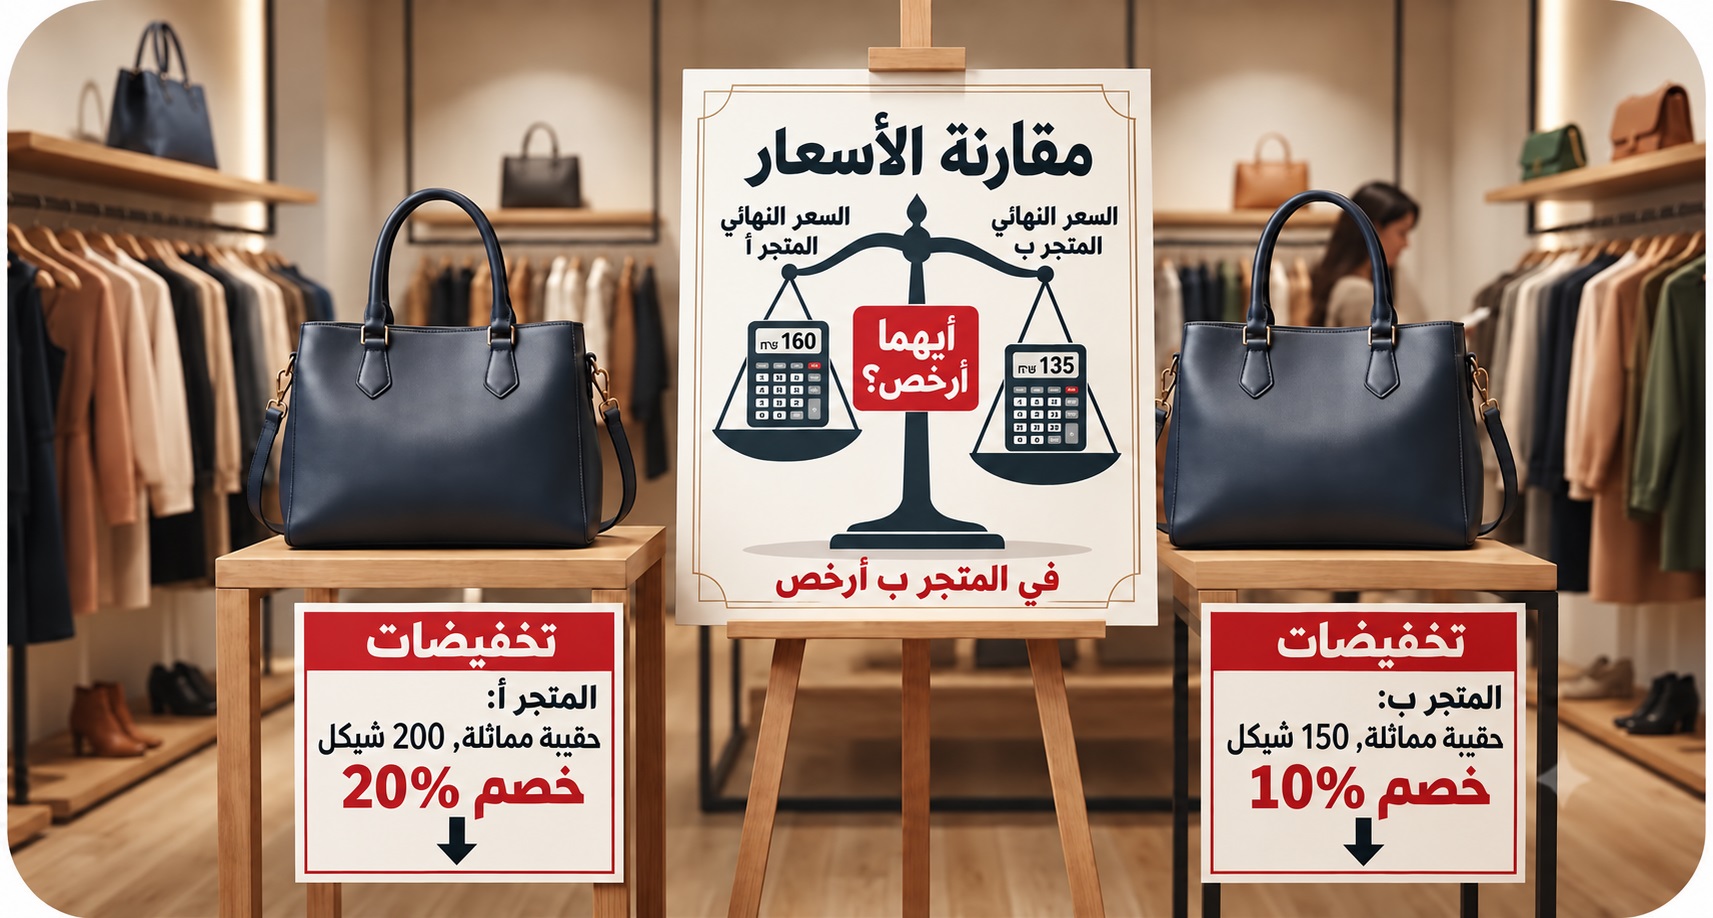 مقارنة الأسعار
السعر النهائي
المتجر ب
السعر النهائي
المتجر أ
أيهما
أرخص؟
135
160
في المتجر ب أرخص
تخفيضات
المتجر ب:
حقيبة مماثلة, 150 شيكل
خصم 10%
تخفيضات
المتجر أ:
حقيبة مماثلة, 200 شيكل
خصم 20%